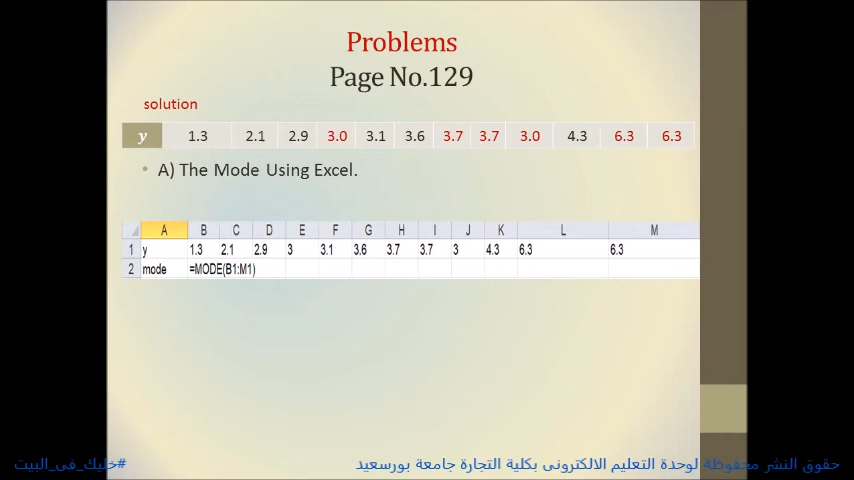 Problems
Page No.129
solution
y 1.3 2.1 2.9 3.0 3.1 3.6 3.7 3.7 3.0 4.3 6.3 6.3
• A) The Mode Using Excel.
A B C D E F G H I J K L M
1 y 1.3 2.1 2.9 3 3.1 3.6 3.7 3.7 3 4.3 6.3 6.3
2 mode =MODE(B1:M1)
حقوق النشر محفوظة لوحدة التعليم الالكترونى بكلية التجارة جامعة بورسعيد
#خليك_فى_البيت